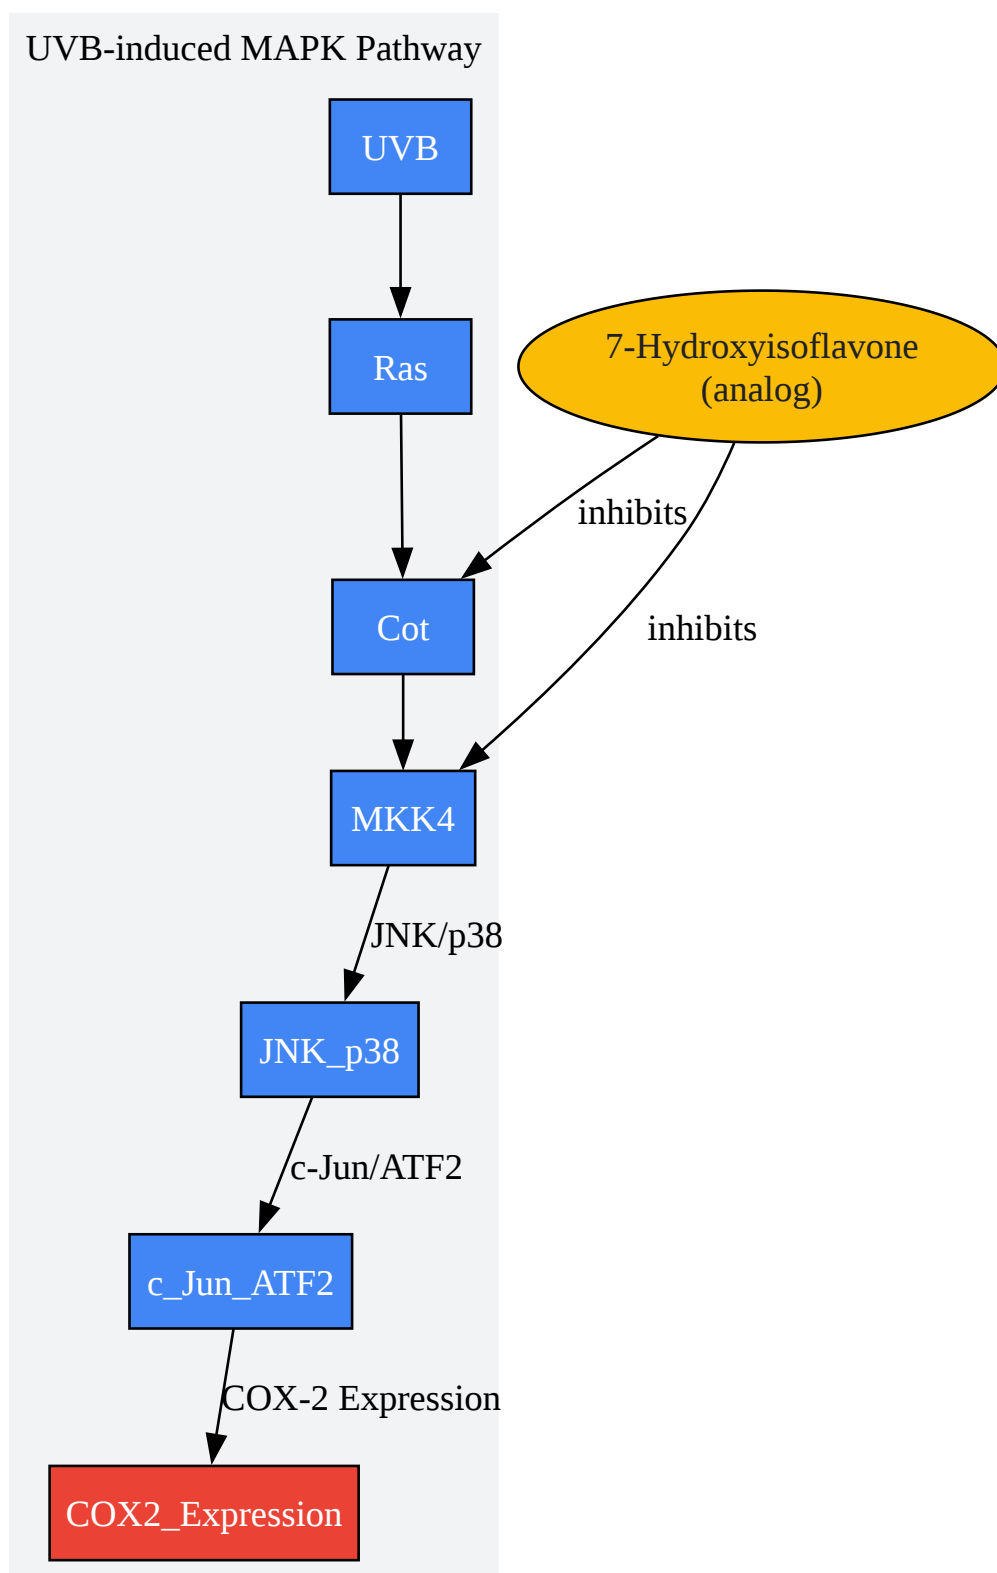 UVB-induced MAPK Pathway
UVB
Ras
7-Hydroxyisoflavone
(analog)
inhibits
Cot
inhibits
MKK4
JNK/p38
JNK_p38
c-Jun/ATF2
c_Jun_ATF2
COX-2 Expression
COX2_Expression